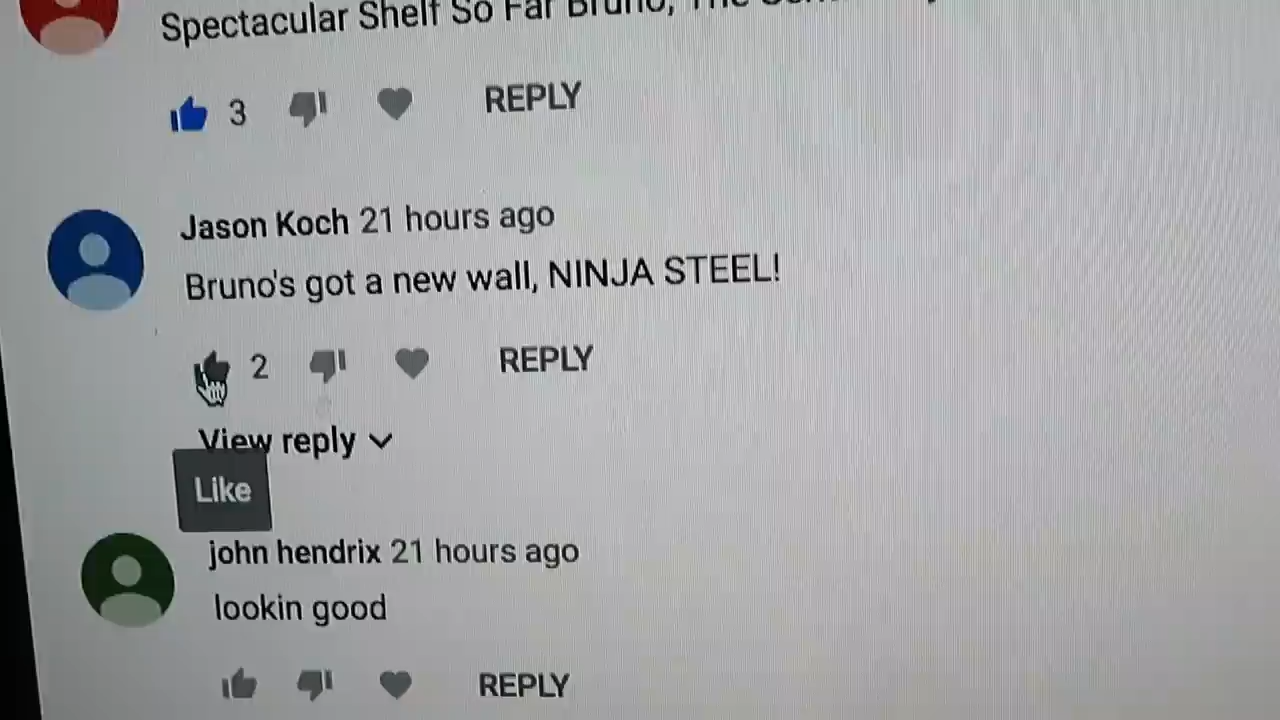 Spectacular Shelf So Far Bruno, The
3 REPLY
Jason Koch 21 hours ago
Bruno's got a new wall, NINJA STEEL!
2 REPLY
View reply
Like
john hendrix 21 hours ago
lookin good
REPLY